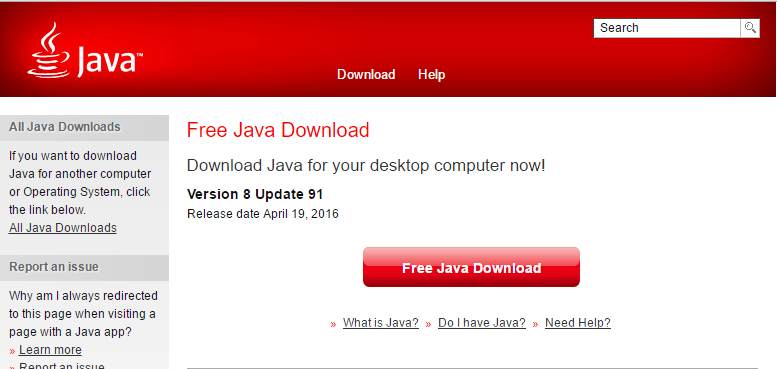 Search
Java™
Download Help
All Java Downloads
If you want to download
Java for another computer
or Operating System, click
the link below.
All Java Downloads
Report an issue
Why am I always redirected
to this page when visiting a
page with a Java app?
» Learn more
» Report an issue
Free Java Download
Download Java for your desktop computer now!
Version 8 Update 91
Release date April 19, 2016
Free Java Download
» What is Java? » Do I have Java? » Need Help?